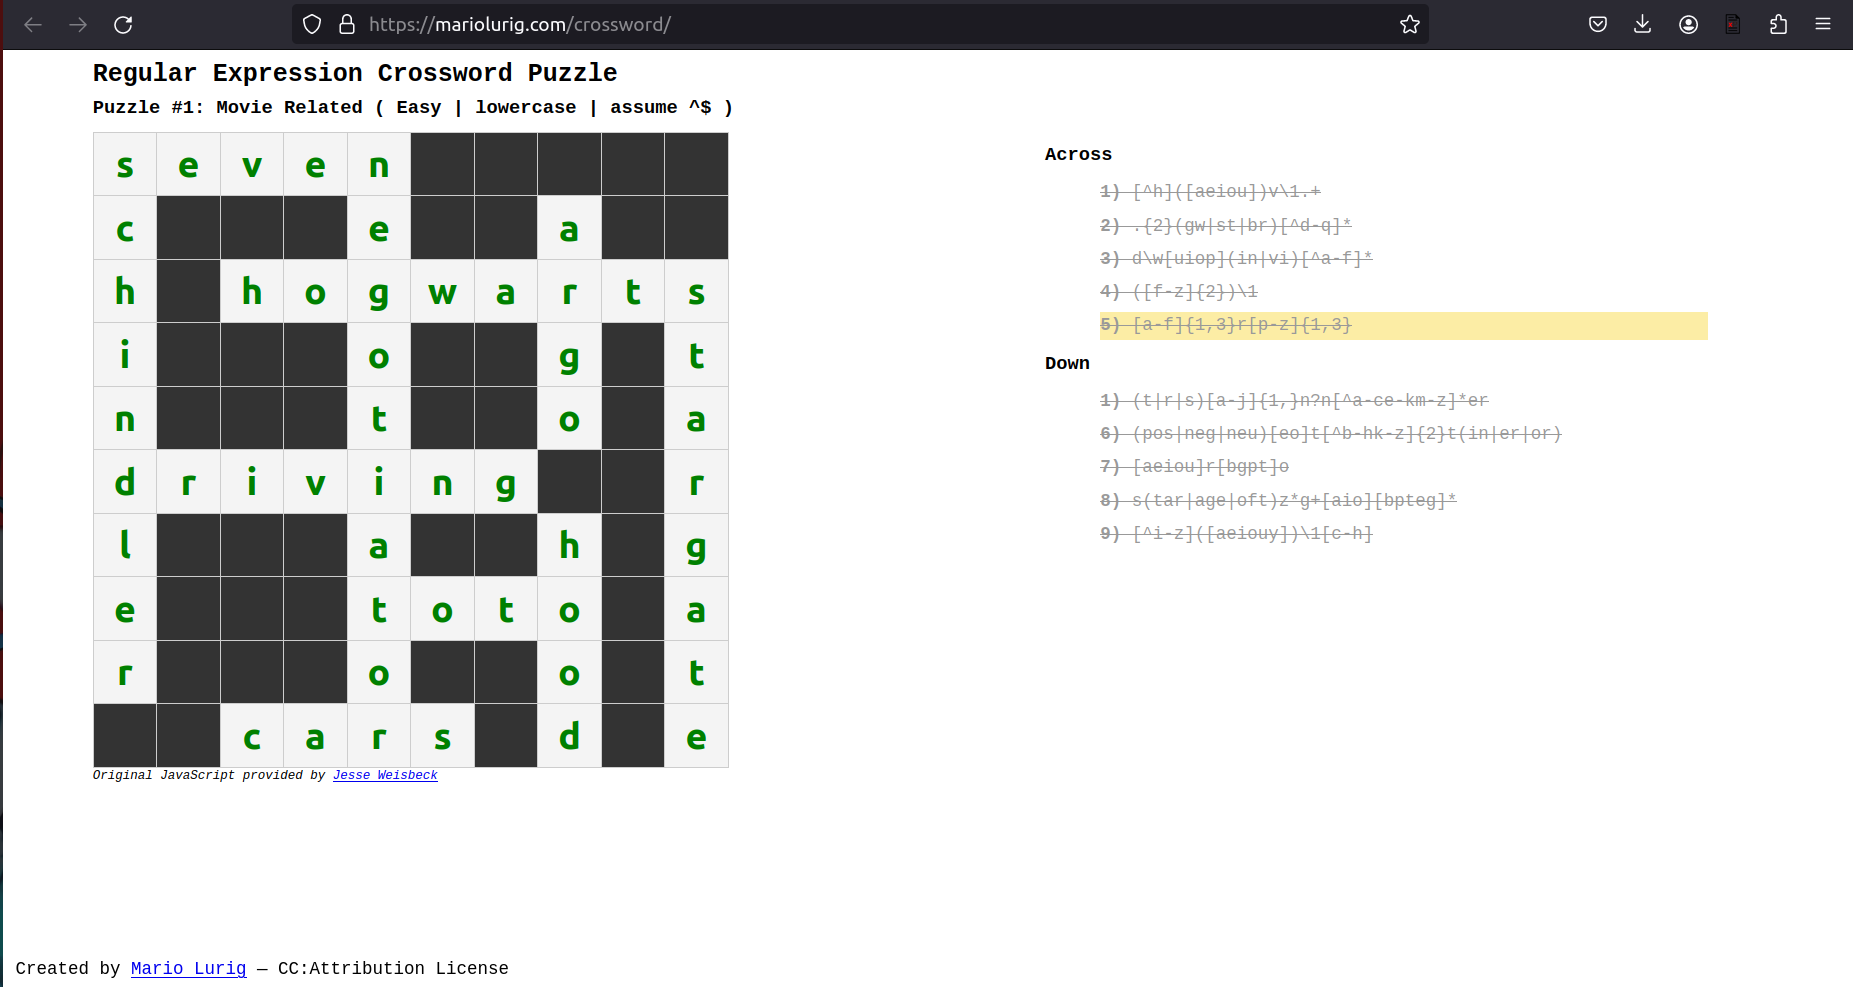 https://mariolurig.com/crossword/
Regular Expression Crossword Puzzle
Puzzle #1: Movie Related ( Easy | lowercase | assume ^$ )
s e v e n
c e a
h h o g w a r t s
i o g t
n t o a
d r i v i n g r
l a h g
e t o t o a
r o o t
c a r s d e
Original JavaScript provided by Jesse Weisbeck
Across
1) [^h]([aeiou])v\1.+
2) .{2}(gw|st|br)[^d-q]*
3) d\w[uiop](in|vi)[^a-f]*
4) ([f-z]{2})\1
5) [a-f]{1,3}r[p-z]{1,3}
Down
1) (t|r|s)[a-j]{1,}n?n[^a-ce-km-z]*er
6) (pos|neg|neu)[eo]t[^b-hk-z]{2}t(in|er|or)
7) [aeiou]r[bgpt]o
8) s(tar|age|oft)z*g+[aio][bpteg]*
9) [^i-z]([aeiouy])\1[c-h]
Created by Mario Lurig — CC:Attribution License